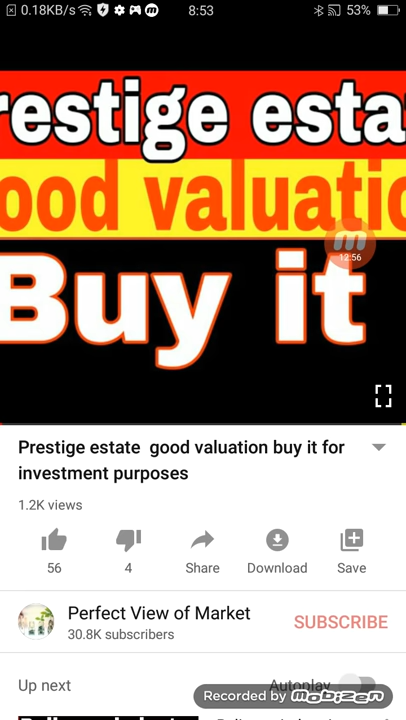 0.18KB/s 8:53 53%
restige esta
ood valuatio
Buy it
12:56
Prestige estate good valuation buy it for
investment purposes
1.2K views
56 4 Share Download Save
Perfect View of Market
30.8K subscribers
SUBSCRIBE
Up next Autoplay
Recorded by mobizen